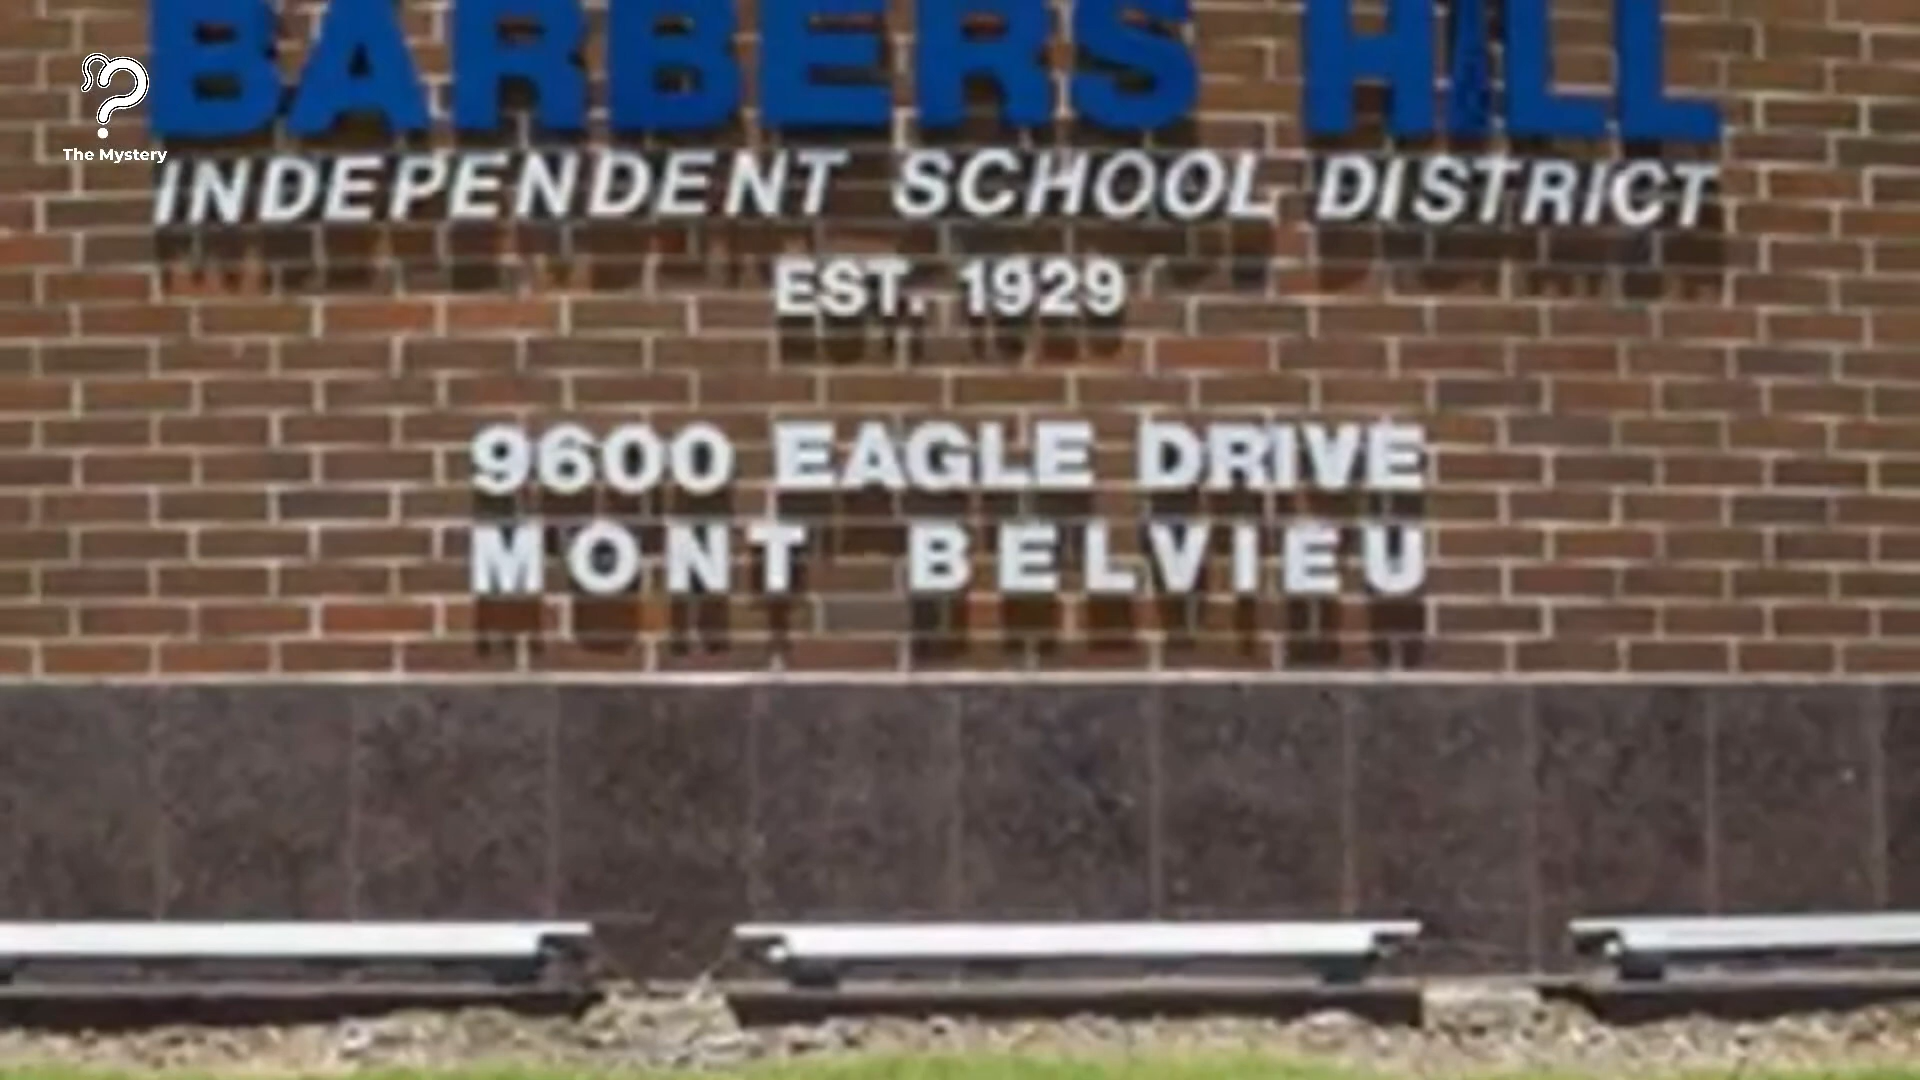 BARBERS HILL
The Mystery
INDEPENDENT SCHOOL DISTRICT
EST. 1929
9600 EAGLE DRIVE
MONT BELVIEU